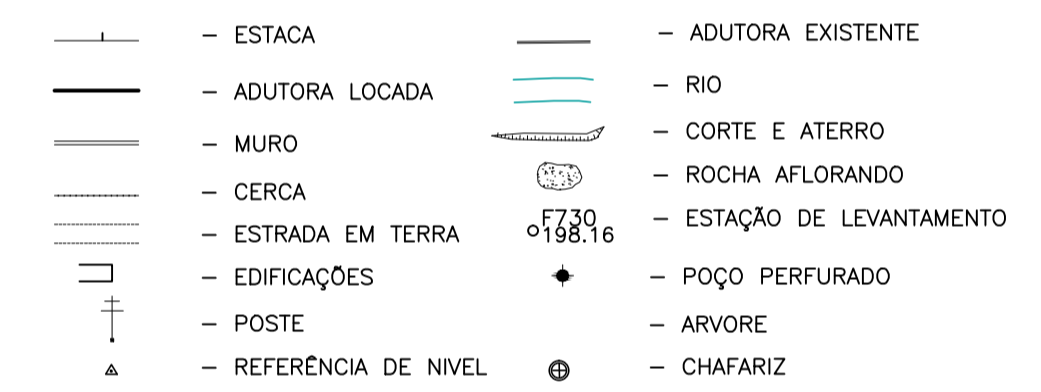 – ESTACA
– ADUTORA LOCADA
– MURO
– CERCA
– ESTRADA EM TERRA
– EDIFICAÇÕES
– POSTE
– REFERÊNCIA DE NIVEL
– ADUTORA EXISTENTE
– RIO
– CORTE E ATERRO
– ROCHA AFLORANDO
F730
198.16
– ESTAÇÃO DE LEVANTAMENTO
– POÇO PERFURADO
– ARVORE
– CHAFARIZ